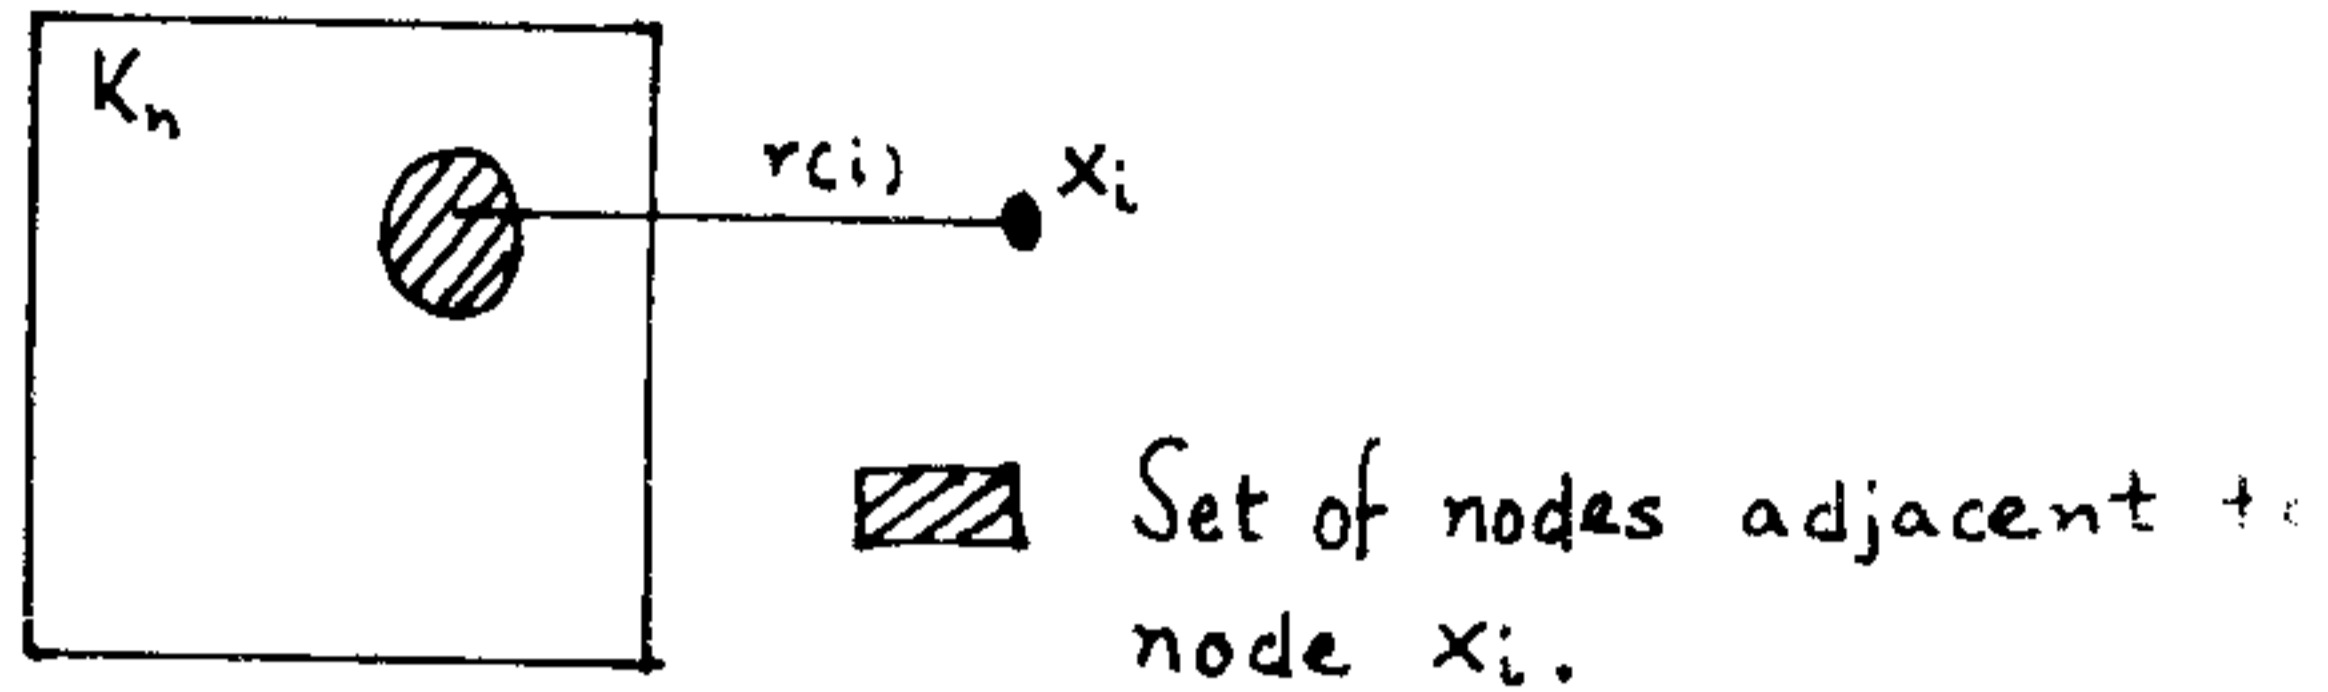 Kn
r(i) xi
Set of nodes adjacent
node xi.